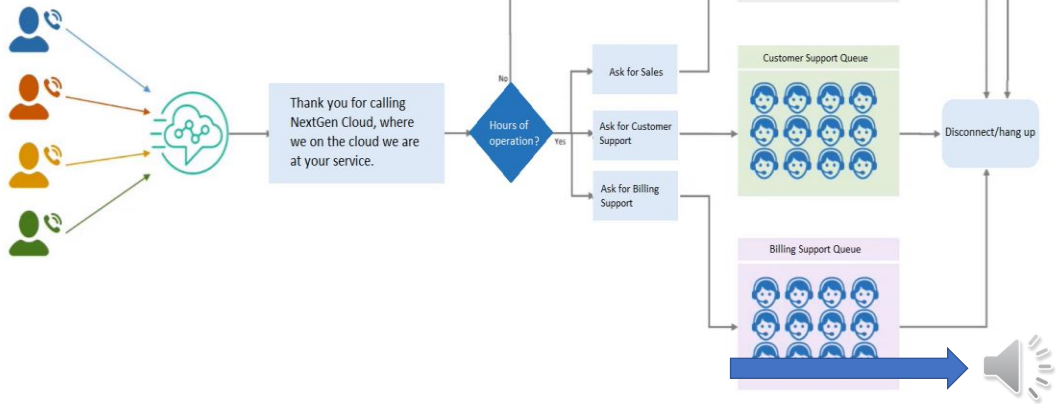 Customer Support Queue
No
Ask for Sales
Thank you for calling
NextGen Cloud, where
we on the cloud we are
at your service.
Hours of
operation?
Yes
Ask for Customer
Support
Disconnect/hang up
Ask for Billing
Support
Billing Support Queue